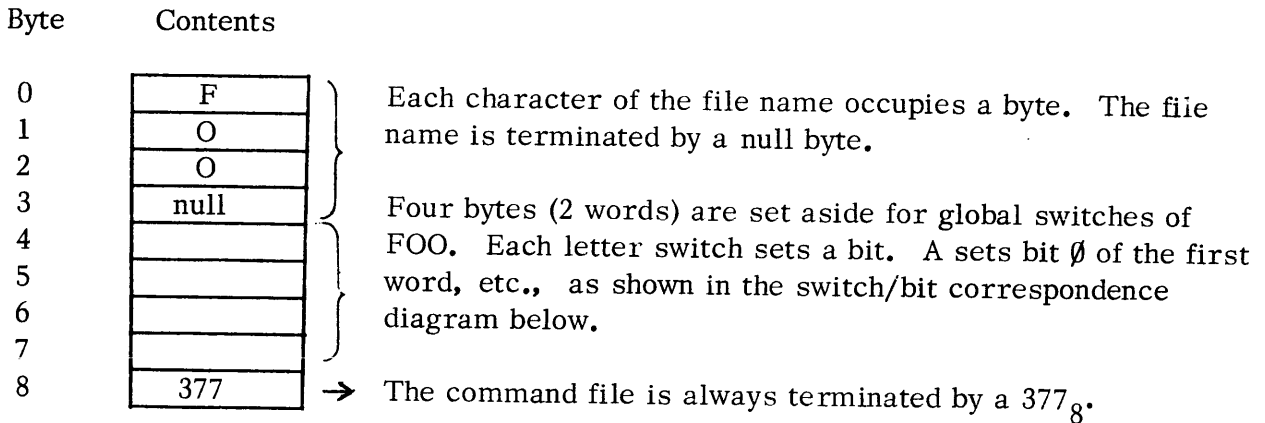 Byte Contents
0 F
1 O
2 O
3 null
4
5
6
7
8 377
Each character of the file name occupies a byte. The file
name is terminated by a null byte.
Four bytes (2 words) are set aside for global switches of
FOO. Each letter switch sets a bit. A sets bit Ø of the first
word, etc., as shown in the switch/bit correspondence
diagram below.
→ The command file is always terminated by a 377₈.